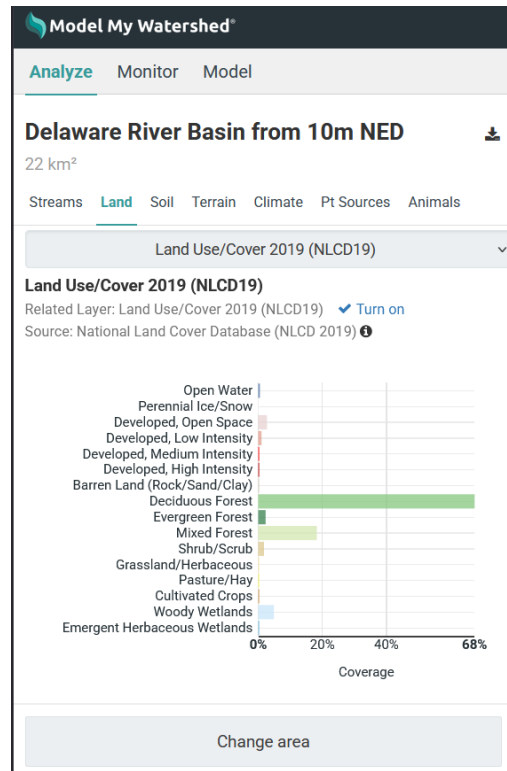 Model My Watershed®
Analyze Monitor Model
Delaware River Basin from 10m NED
22 km²
Streams Land Soil Terrain Climate Pt Sources Animals
Land Use/Cover 2019 (NLCD19)
Land Use/Cover 2019 (NLCD19)
Related Layer: Land Use/Cover 2019 (NLCD19) Turn on
Source: National Land Cover Database (NLCD 2019)
Open Water
Perennial Ice/Snow
Developed, Open Space
Developed, Low Intensity
Developed, Medium Intensity
Developed, High Intensity
Barren Land (Rock/Sand/Clay)
Deciduous Forest
Evergreen Forest
Mixed Forest
Shrub/Scrub
Grassland/Herbaceous
Pasture/Hay
Cultivated Crops
Woody Wetlands
Emergent Herbaceous Wetlands
0% 20% 40% 68%
Coverage
Change area